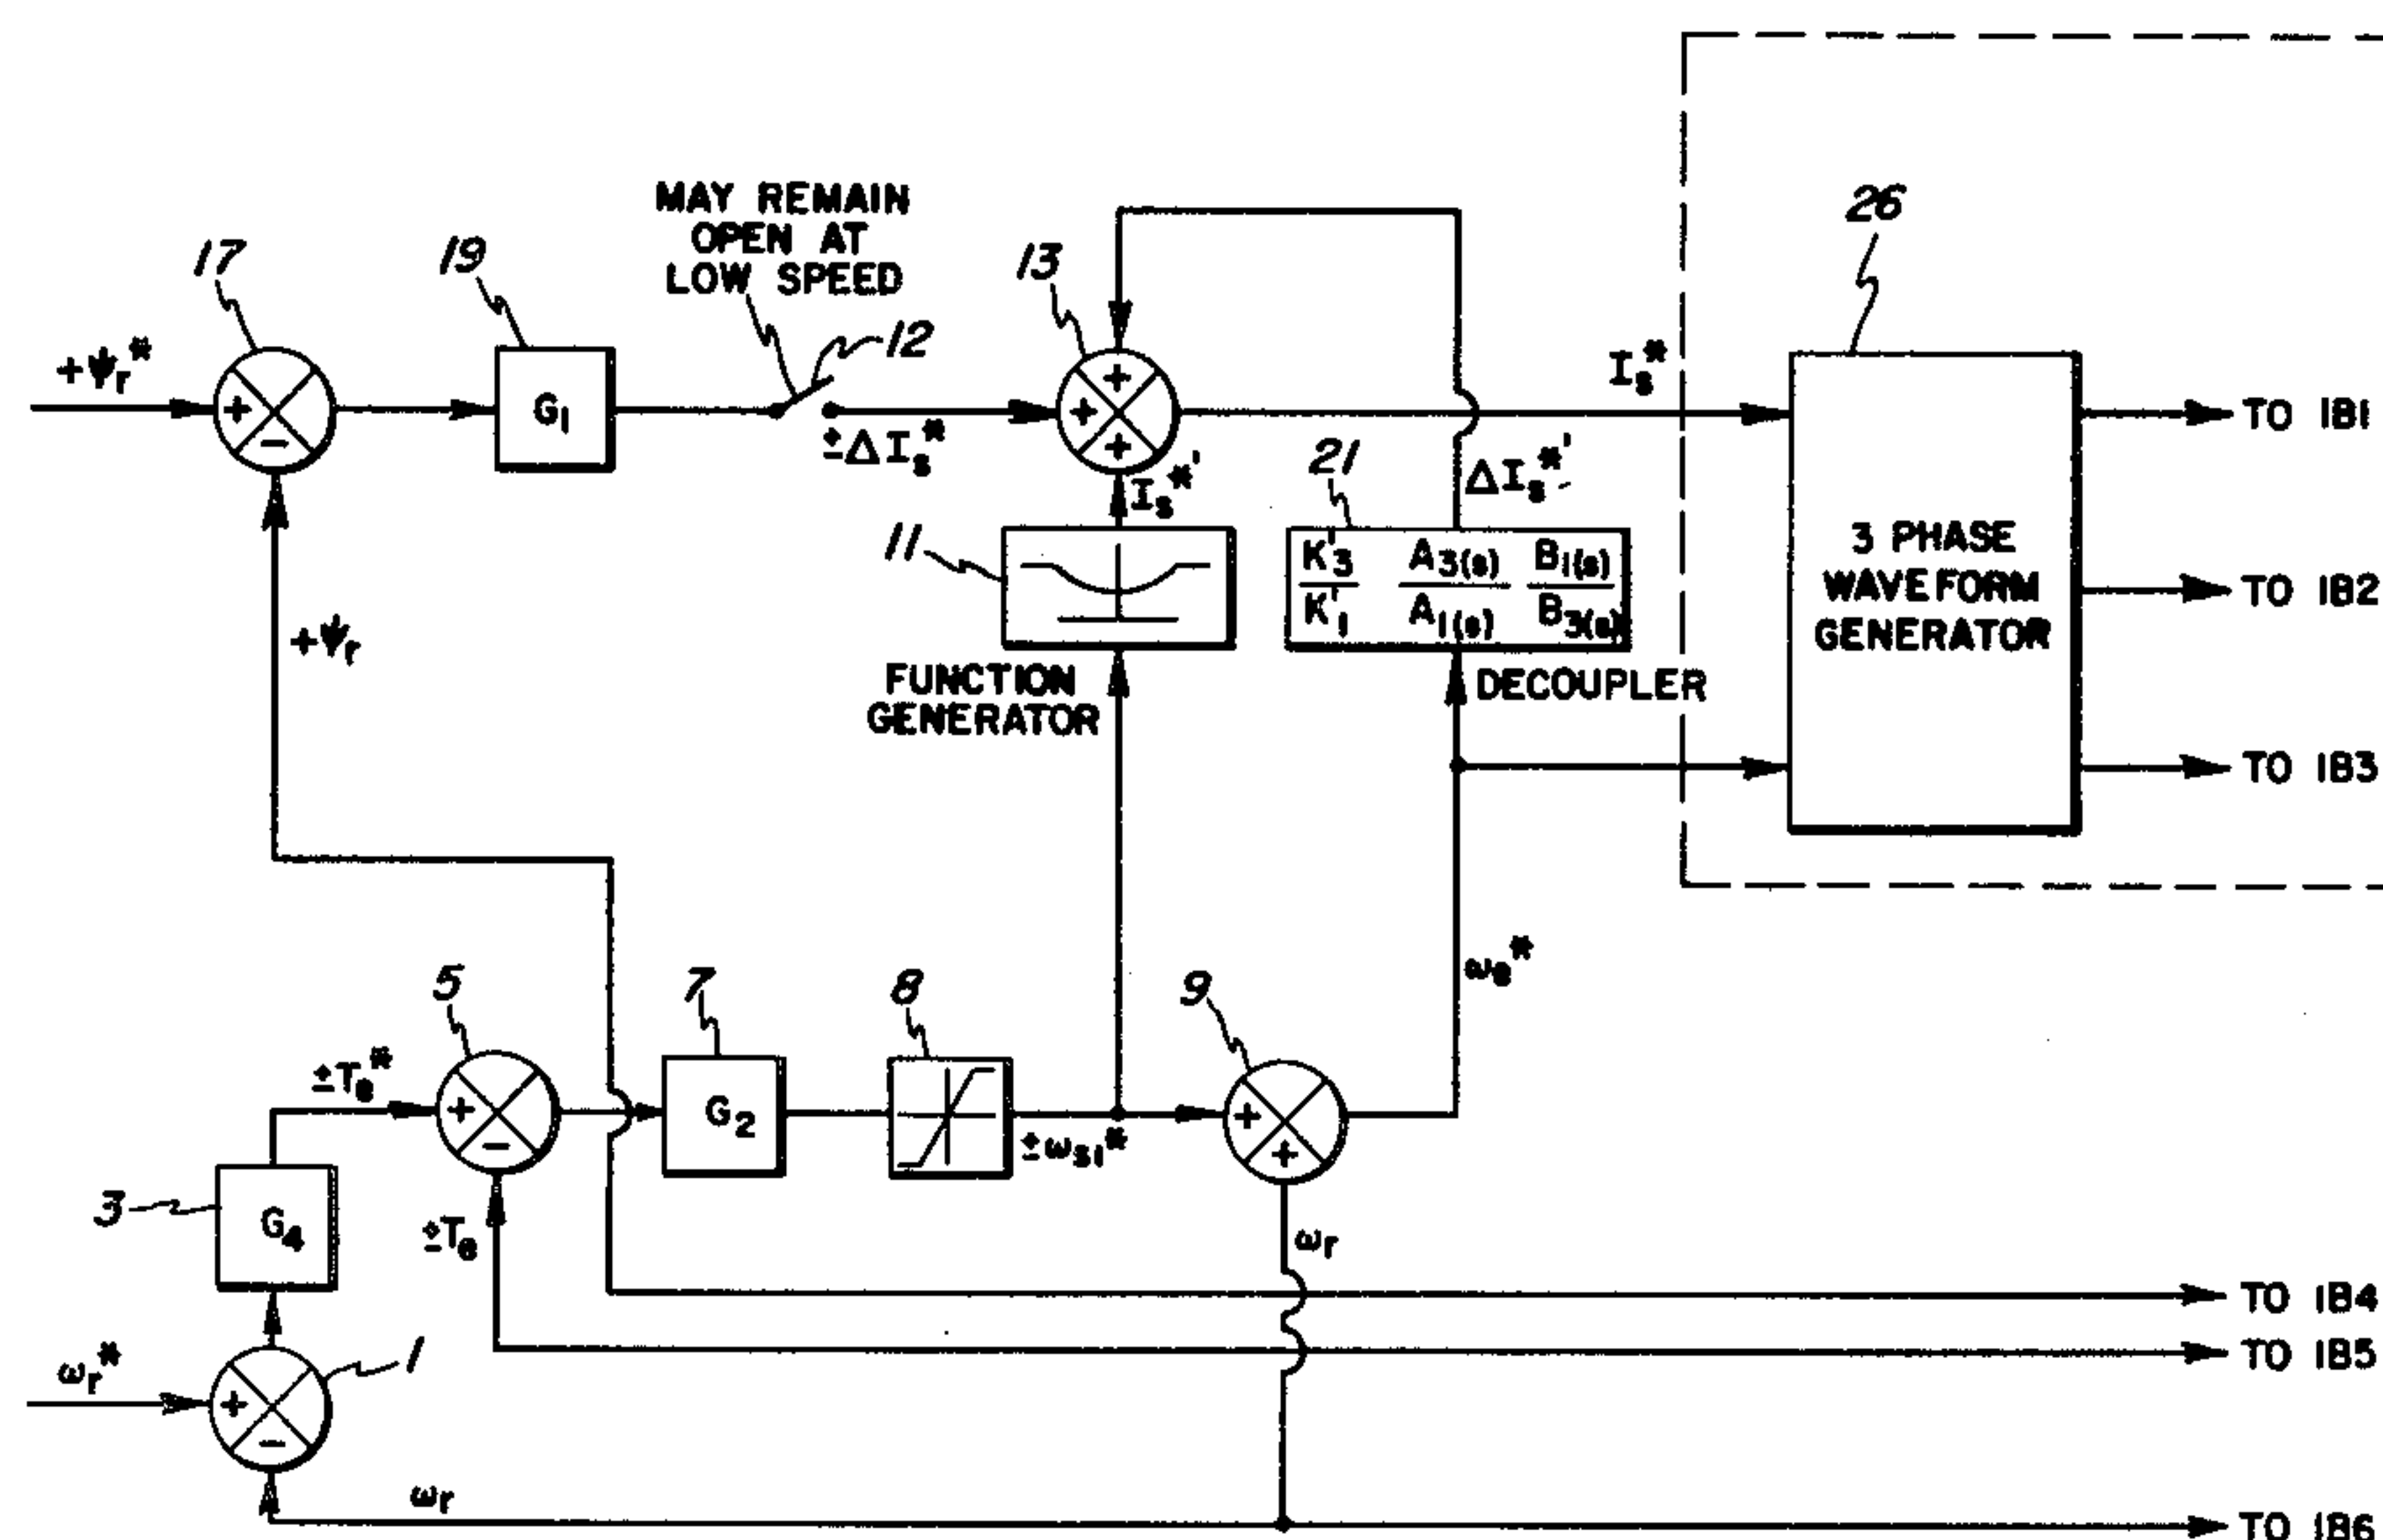 26
MAY REMAIN
OPEN AT
LOW SPEED
17
19
13
12
+ψr*
+
−
G1
±ΔIs*
+
+
+
Is*
TO 1B1
Is*'
21
ΔIs*'
11
K'3 A3(s) B1(s)
K'1 A1(s) B3(s)
3 PHASE
WAVEFORM
GENERATOR
TO 1B2
+ψr
FUNCTION
GENERATOR
DECOUPLER
TO 1B3
5
7
8
9
ωe*
±Te*
+
−
G2
±ωsl*
+
+
3
G4
±Te
ωr
TO 1B4
TO 1B5
ωr*
+
−
1
ωr
TO 1B6